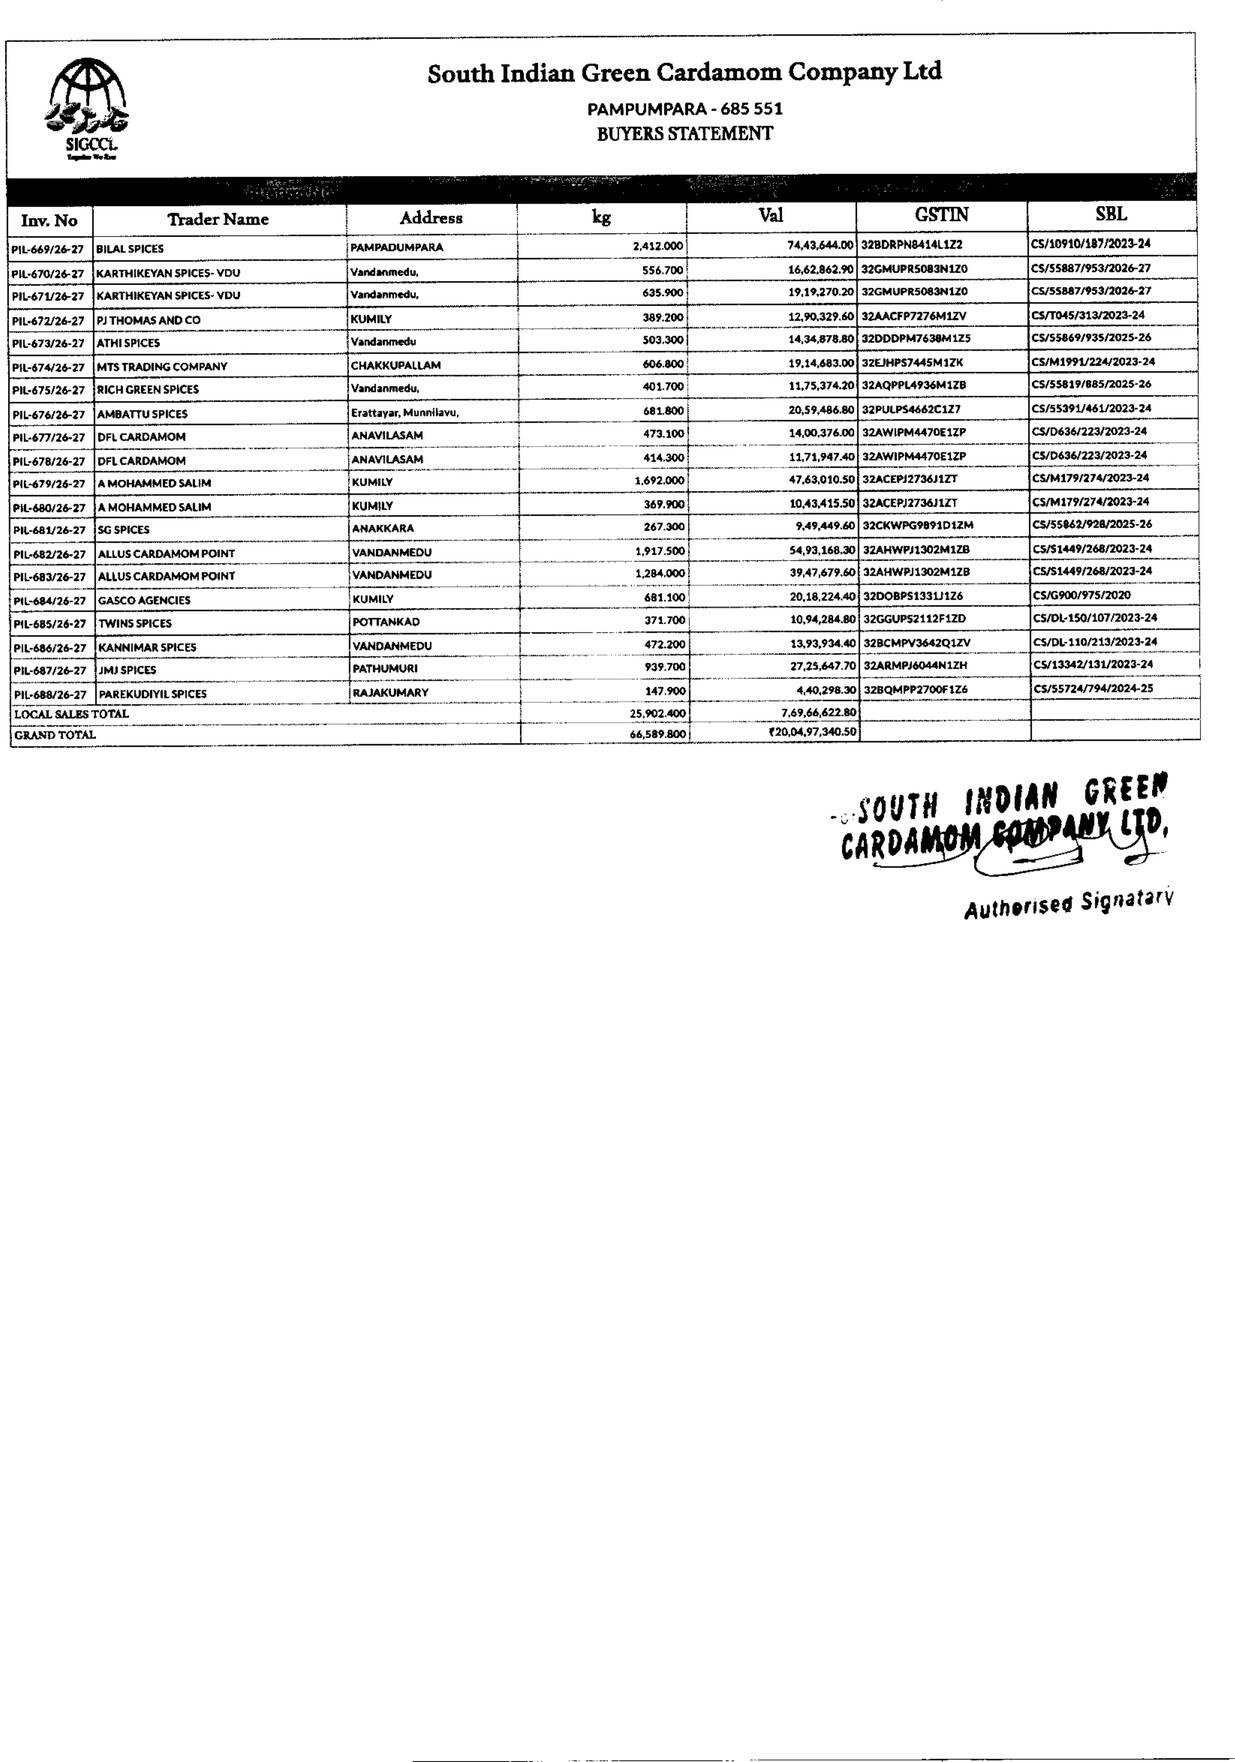 SIGCCL
Together We Grow
South Indian Green Cardamom Company Ltd
PAMPUMPARA - 685 551
BUYERS STATEMENT
Inv. No Trader Name Address kg Val GSTIN SBL
PIL-669/26-27 BILAL SPICES PAMPADUMPARA 2,412.000 74,43,644.00 32BDRPN8414L1Z2 CS/10910/187/2023-24
PIL-670/26-27 KARTHIKEYAN SPICES- VDU Vandanmedu, 556.700 16,62,862.90 32GMUPR5083N1Z0 CS/55887/953/2026-27
PIL-671/26-27 KARTHIKEYAN SPICES- VDU Vandanmedu, 635.900 19,19,270.20 32GMUPR5083N1Z0 CS/55887/953/2026-27
PIL-672/26-27 PJ THOMAS AND CO KUMILY 389.200 12,90,329.60 32AACFP7276M1ZV CS/T045/313/2023-24
PIL-673/26-27 ATHI SPICES Vandanmedu 503.300 14,34,878.80 32DDDPM7638M1Z5 CS/55869/935/2025-26
PIL-674/26-27 MTS TRADING COMPANY CHAKKUPALLAM 606.800 19,14,683.00 32EJHPS7445M1ZK CS/M1991/224/2023-24
PIL-675/26-27 RICH GREEN SPICES Vandanmedu, 401.700 11,75,374.20 32AQPPL4936M1ZB CS/55819/885/2025-26
PIL-676/26-27 AMBATTU SPICES Erattayar, Munnilavu, 681.800 20,59,486.80 32PULPS4662C1Z7 CS/55391/461/2023-24
PIL-677/26-27 DFL CARDAMOM ANAVILASAM 473.100 14,00,376.00 32AWIPM4470E1ZP CS/D636/223/2023-24
PIL-678/26-27 DFL CARDAMOM ANAVILASAM 414.300 11,71,947.40 32AWIPM4470E1ZP CS/D636/223/2023-24
PIL-679/26-27 A MOHAMMED SALIM KUMILY 1,692.000 47,63,010.50 32ACEPJ2736J1ZT CS/M179/274/2023-24
PIL-680/26-27 A MOHAMMED SALIM KUMILY 369.900 10,43,415.50 32ACEPJ2736J1ZT CS/M179/274/2023-24
PIL-681/26-27 SG SPICES ANAKKARA 267.300 9,49,449.60 32CKWPG9891D1ZM CS/55862/928/2025-26
PIL-682/26-27 ALLUS CARDAMOM POINT VANDANMEDU 1,917.500 54,93,168.30 32AHWPJ1302M1ZB CS/S1449/268/2023-24
PIL-683/26-27 ALLUS CARDAMOM POINT VANDANMEDU 1,284.000 39,47,679.60 32AHWPJ1302M1ZB CS/S1449/268/2023-24
PIL-684/26-27 GASCO AGENCIES KUMILY 681.100 20,18,224.40 32DOBPS1331J1Z6 CS/G900/975/2020
PIL-685/26-27 TWINS SPICES POTTANKAD 371.700 10,94,284.80 32GGUPS2112F1ZD CS/DL-150/107/2023-24
PIL-686/26-27 KANNIMAR SPICES VANDANMEDU 472.200 13,93,934.40 32BCMPV3642Q1ZV CS/DL-110/213/2023-24
PIL-687/26-27 JMJ SPICES PATHUMURI 939.700 27,25,647.70 32ARMPJ6044N1ZH CS/13342/131/2023-24
PIL-688/26-27 PAREKUDIYIL SPICES RAJAKUMARY 147.900 4,40,298.30 32BQMPP2700F1Z6 CS/55724/794/2024-25
LOCAL SALES TOTAL 25,902.400 7,69,66,622.80
GRAND TOTAL 66,589.800 ₹20,04,97,340.50
SOUTH INDIAN GREEN
CARDAMOM COMPANY LTD.
Authorised Signatary